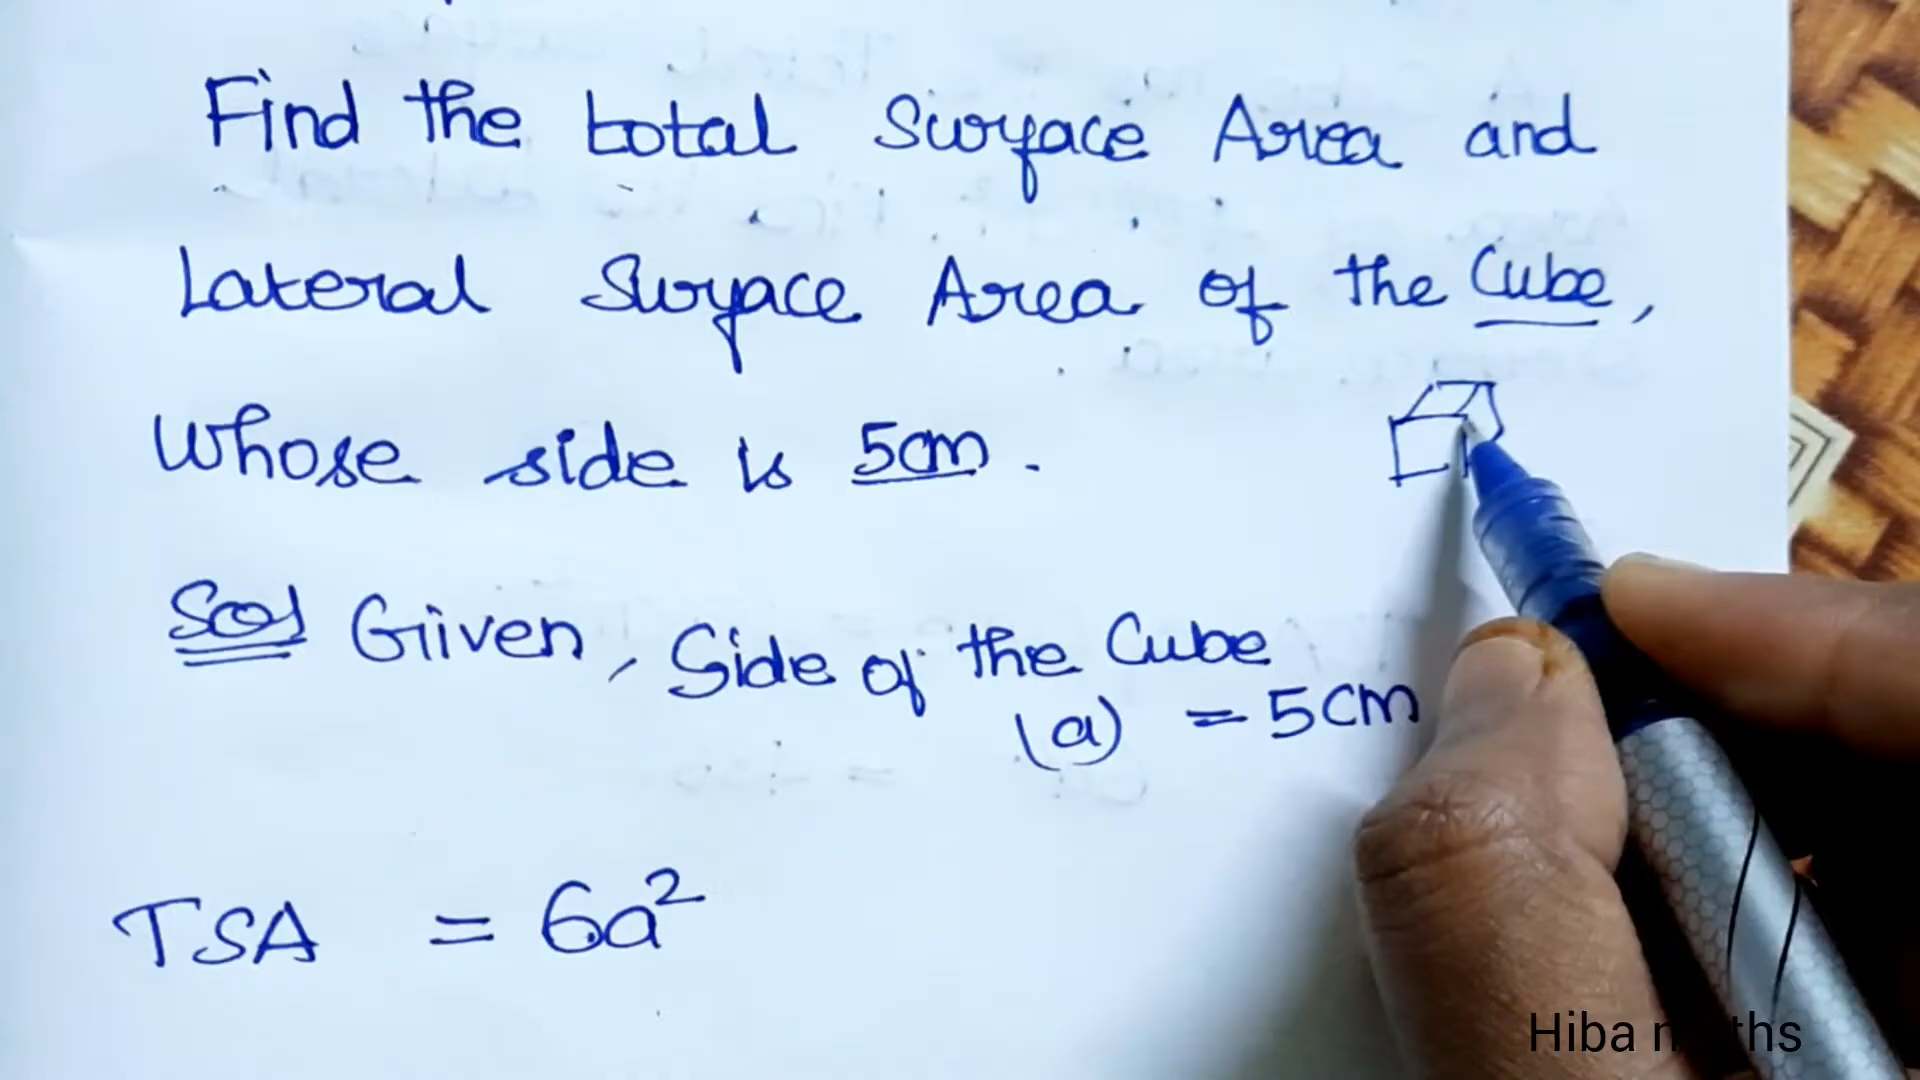 Find the total Surface Area and
Lateral Surface Area of the Cube,
Whose side is 5cm.
Sol Given, Side of the Cube
(a) = 5cm
TSA = 6a²
Hiba